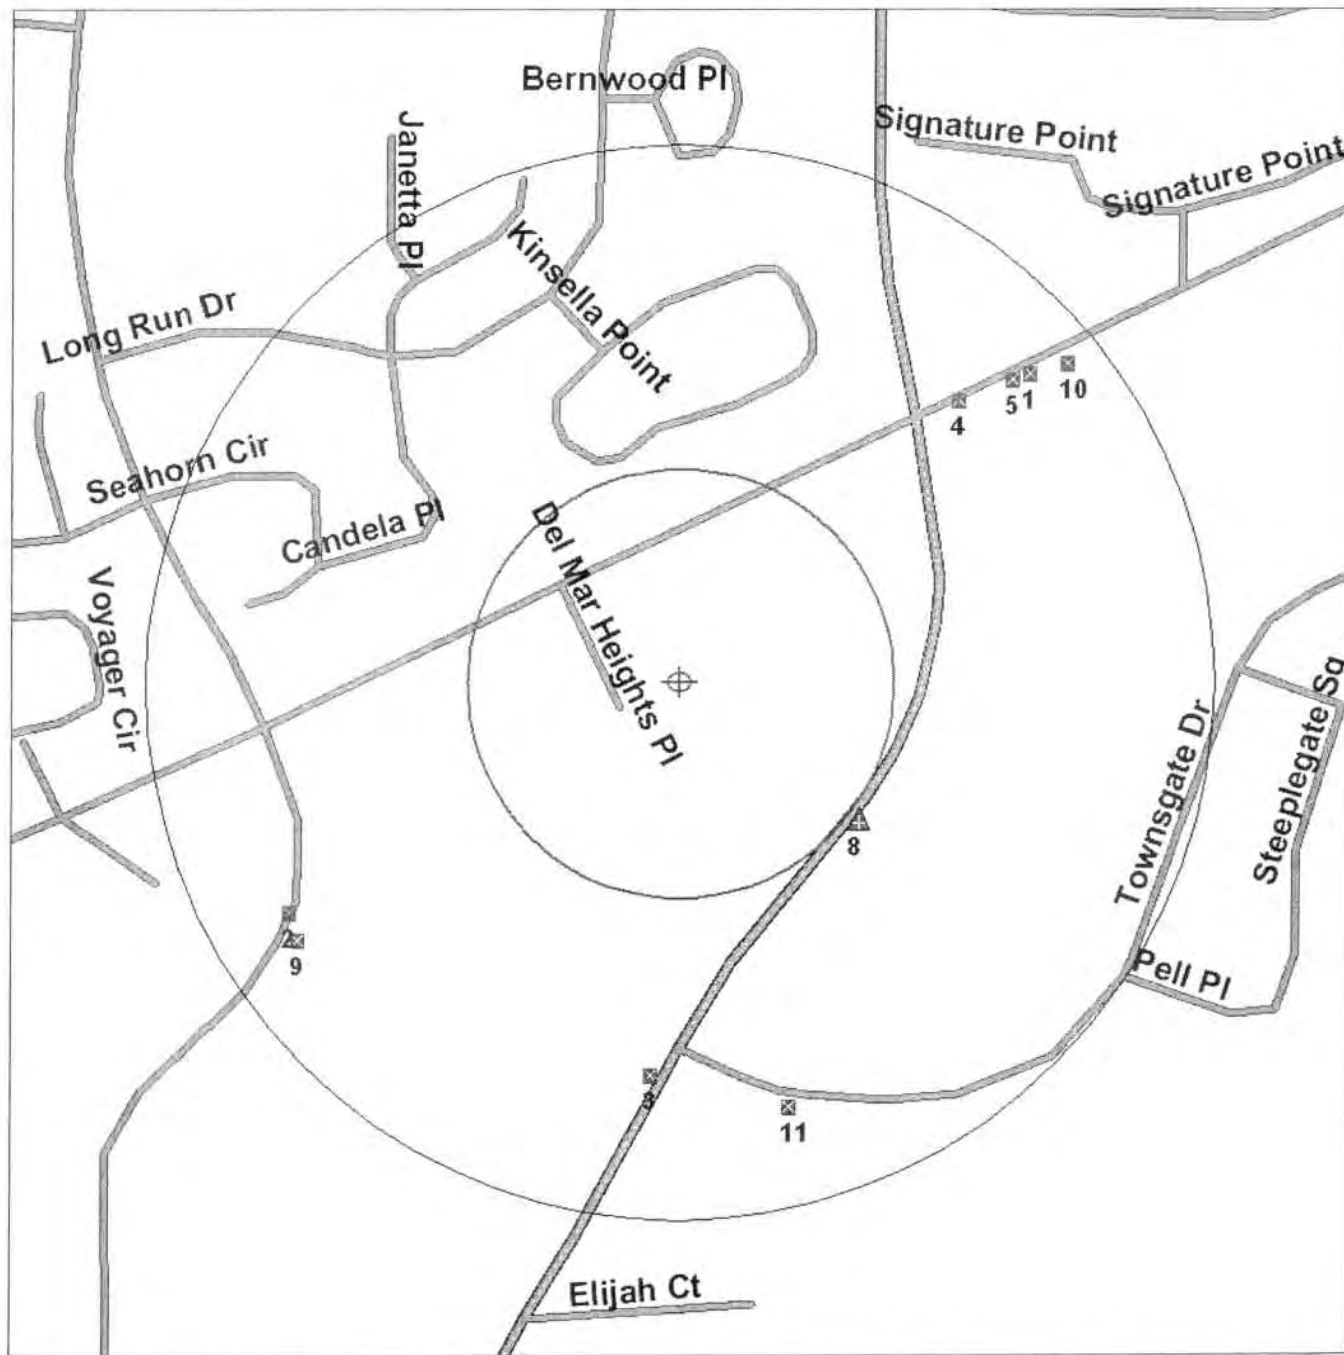 Bernwood Pl
Janetta Pl
Signature Point
Signature Point
Kinsella Point
Long Run Dr
10
5
1
4
Seahorn Cir
Candela Pl
Del Mar Heights Pl
Voyager Cir
Steeplegate Sq
Townsgate Dr
8
2
9
Pell Pl
3
11
Elijah Ct